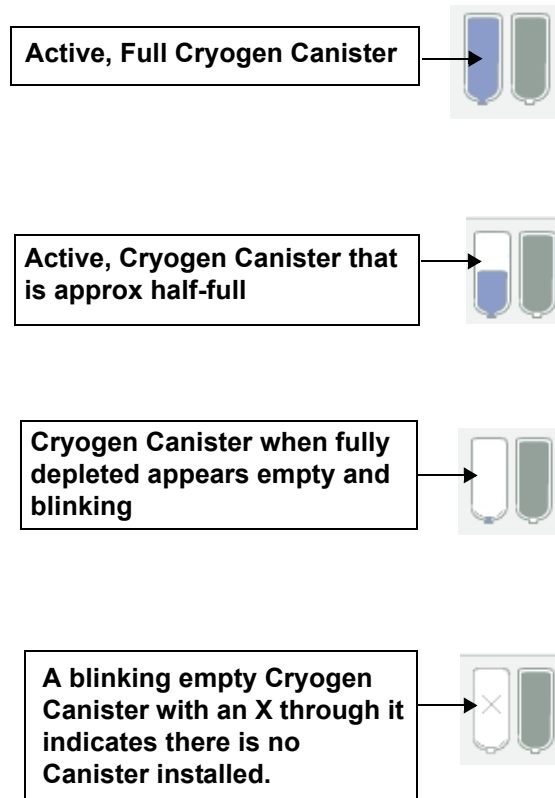 Active, Full Cryogen Canister
Active, Cryogen Canister that
is approx half-full
Cryogen Canister when fully
depleted appears empty and
blinking
A blinking empty Cryogen
Canister with an X through it
indicates there is no
Canister installed.